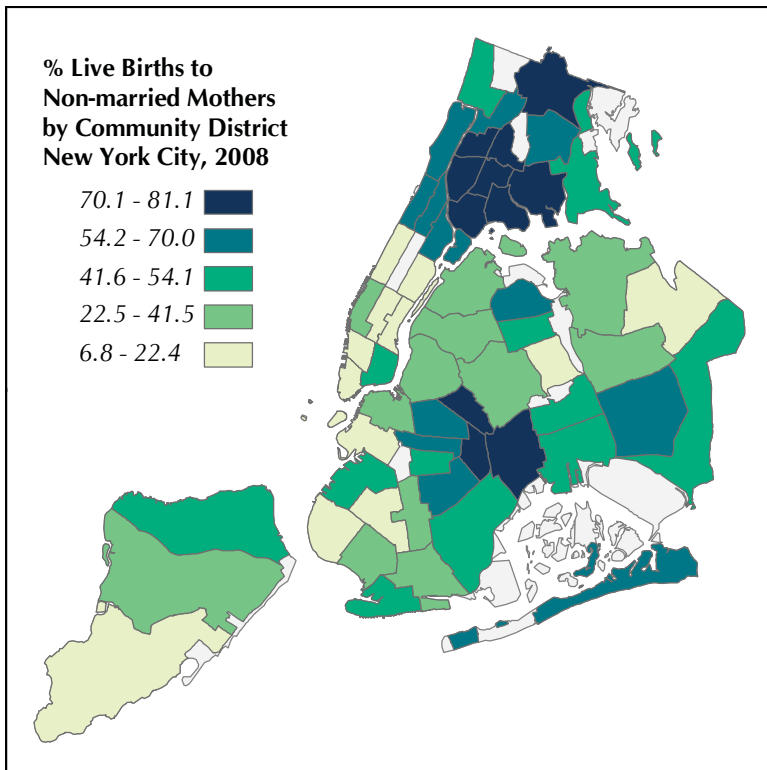 % Live Births to
Non-married Mothers
by Community District
New York City, 2008
70.1 - 81.1
54.2 - 70.0
41.6 - 54.1
22.5 - 41.5
6.8 - 22.4